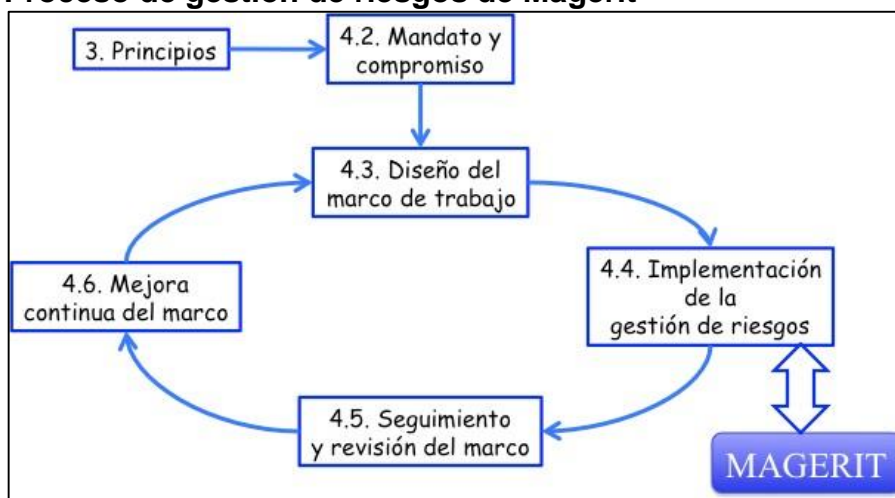 Proceso de gestión de riesgos de Magerit
3. Principios
4.2. Mandato y
compromiso
4.3. Diseño del
marco de trabajo
4.4. Implementación
de la
gestión de riesgos
4.6. Mejora
continua del marco
4.5. Seguimiento
y revisión del marco
MAGERIT